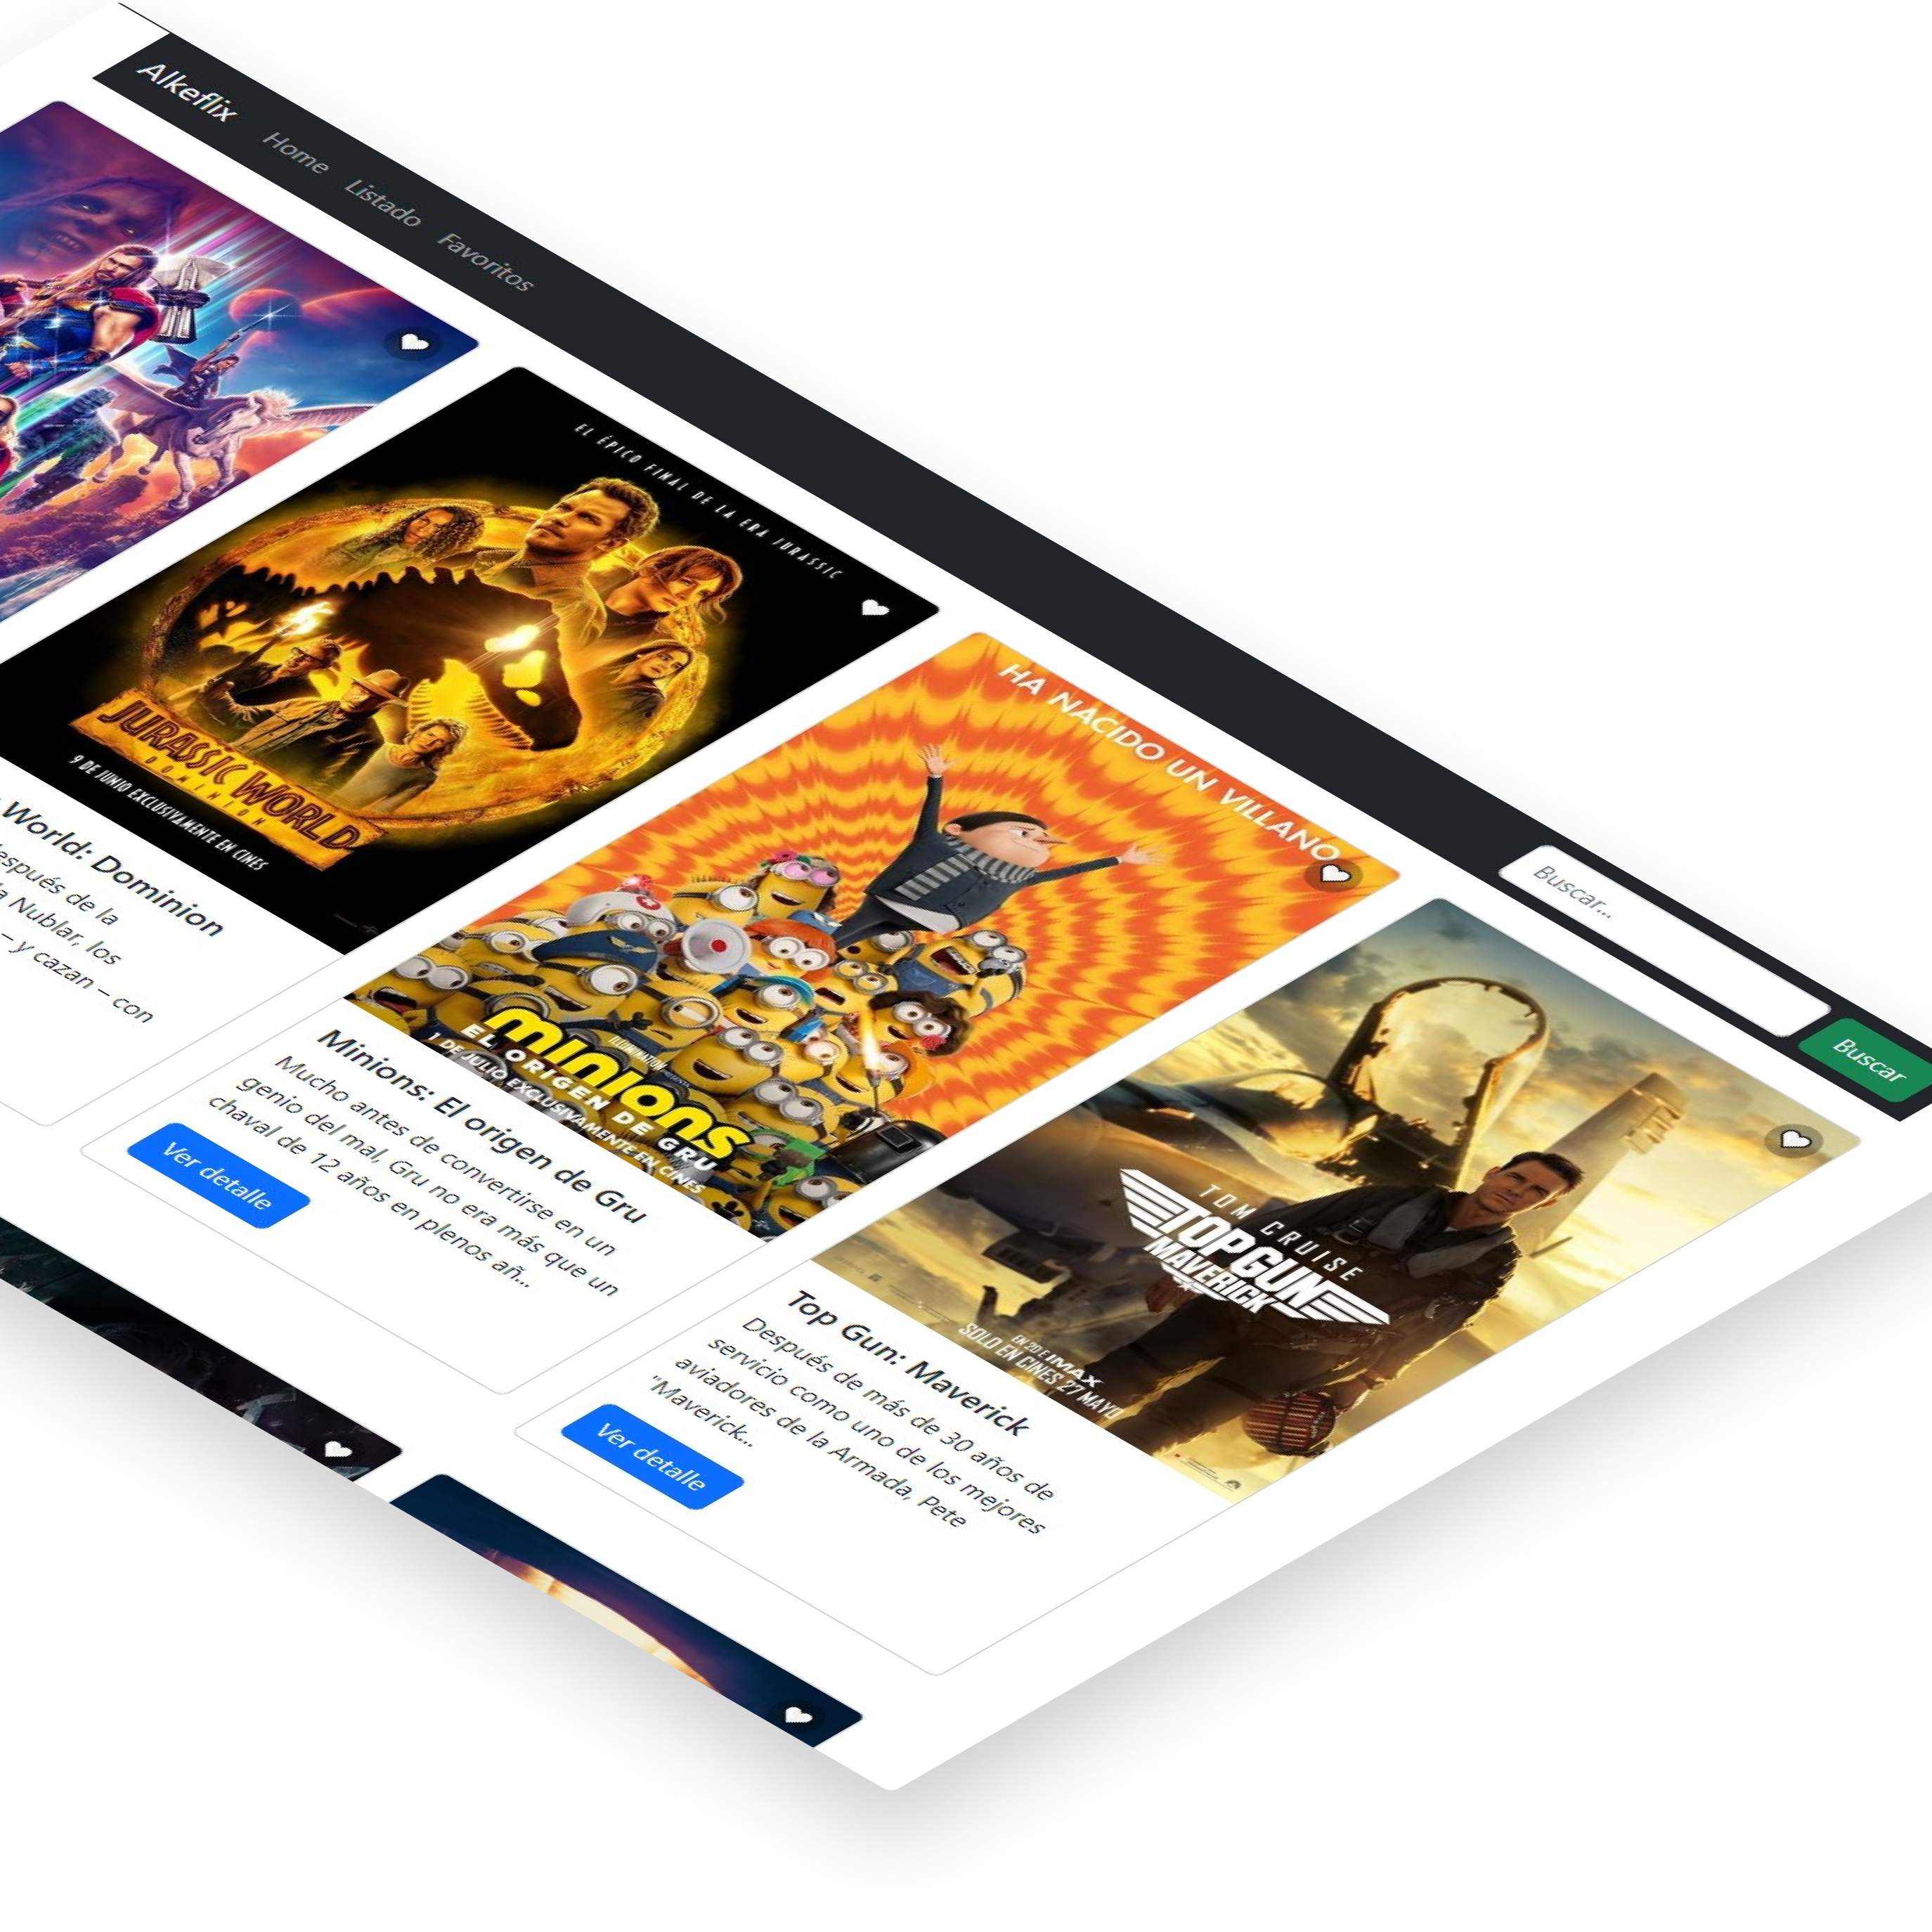 Alkeflix
Home
Listado
Favoritos
Buscar...
Buscar
EL ÉPICO FINAL DE LA ERA JURASSIC
JURASSIC WORLD
DOMINION
9 DE JUNIO EXCLUSIVAMENTE EN CINES
World: Dominion
después de la
Nublar, los
– y cazan – con
HA NACIDO UN VILLANO
ILLUMINATION
MINIONS
EL ORIGEN DE GRU
1 DE JULIO EXCLUSIVAMENTE EN CINES
Minions: El origen de Gru
Mucho antes de convertirse en un
genio del mal, Gru no era más que un
chaval de 12 años en plenos añ...
Ver detalle
TOM CRUISE
TOP GUN
MAVERICK
EN 2D E IMAX
SOLO EN CINES 27 MAYO
Top Gun: Maverick
Después de más de 30 años de
servicio como uno de los mejores
aviadores de la Armada, Pete
"Maverick...
Ver detalle